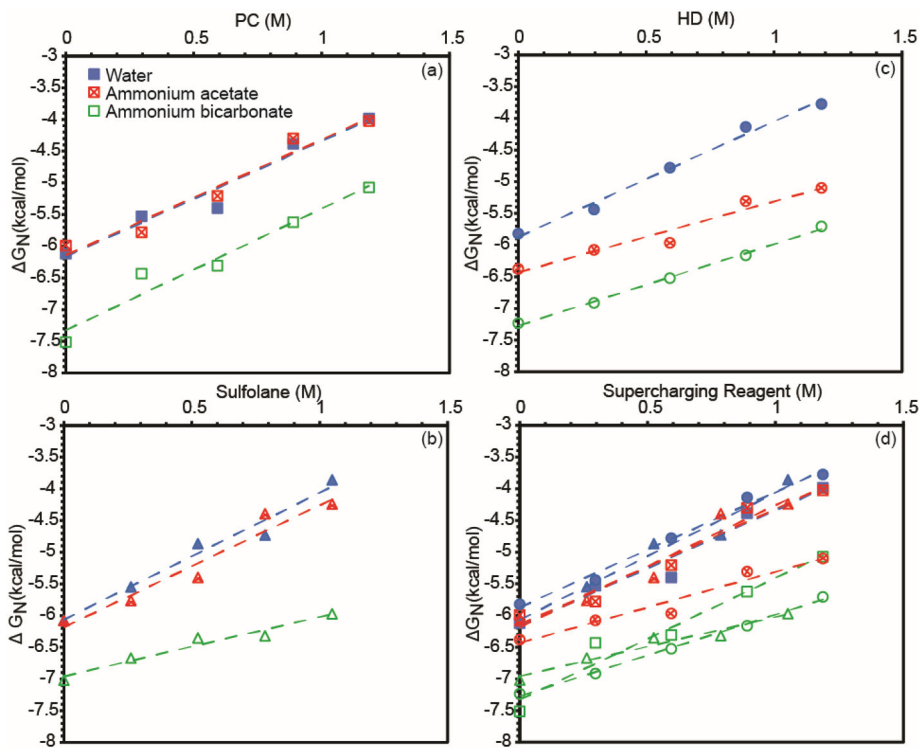 PC (M)
0 0.5 1 1.5
-3
-3.5
-4
-4.5
-5
-5.5
-6
-6.5
-7
-7.5
-8
ΔG_N(kcal/mol)
(a)
Water
Ammonium acetate
Ammonium bicarbonate
HD (M)
0 0.5 1 1.5
-3
-3.5
-4
-4.5
-5
-5.5
-6
-6.5
-7
-7.5
-8
ΔG_N(kcal/mol)
(c)
Sulfolane (M)
0 0.5 1 1.5
-3
-3.5
-4
-4.5
-5
-5.5
-6
-6.5
-7
-7.5
-8
Δ G_N(kcal/mol)
(b)
Supercharging Reagent (M)
0 0.5 1 1.5
-3
-3.5
-4
-4.5
-5
-5.5
-6
-6.5
-7
-7.5
-8
ΔG_N(kcal/mol)
(d)